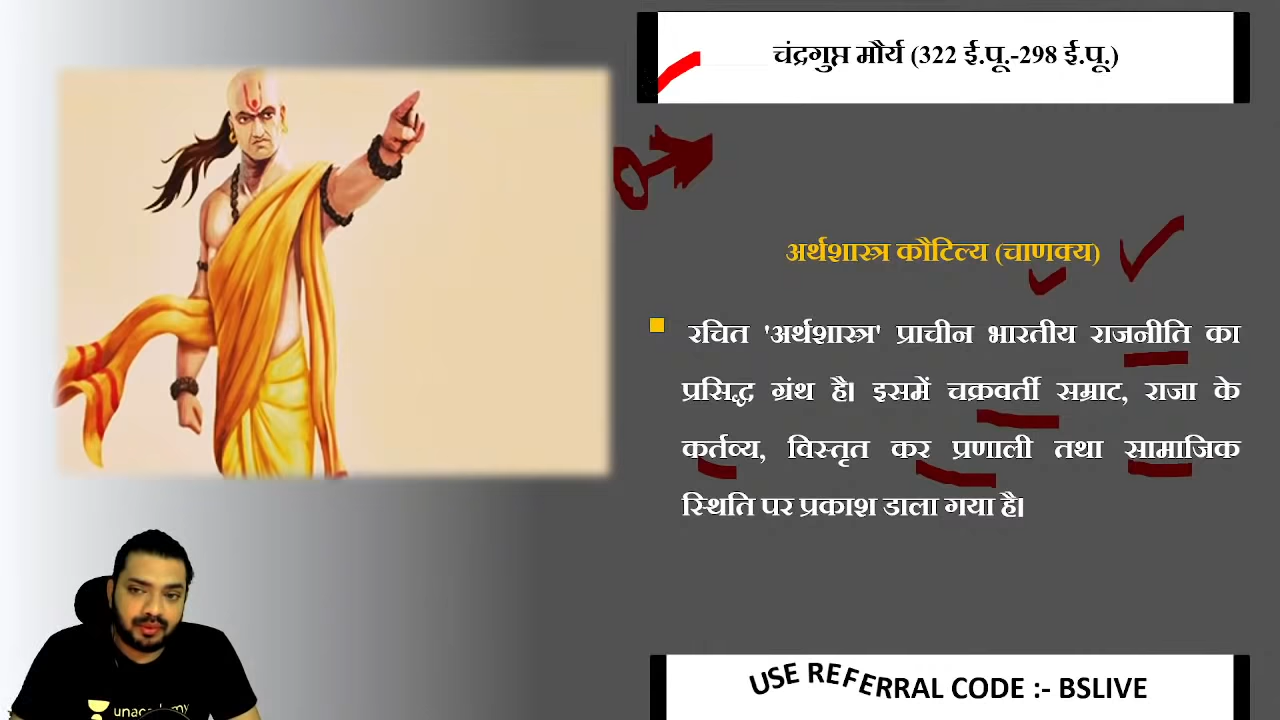 चंद्रगुप्त मौर्य (322 ई.पू.-298 ई.पू.)
अर्थशास्त्र कौटिल्य (चाणक्य)
रचित 'अर्थशास्त्र' प्राचीन भारतीय राजनीति का
प्रसिद्ध ग्रंथ है। इसमें चक्रवर्ती सम्राट, राजा के
कर्तव्य, विस्तृत कर प्रणाली तथा सामाजिक
स्थिति पर प्रकाश डाला गया है।
unacademy
USE REFERRAL CODE :- BSLIVE